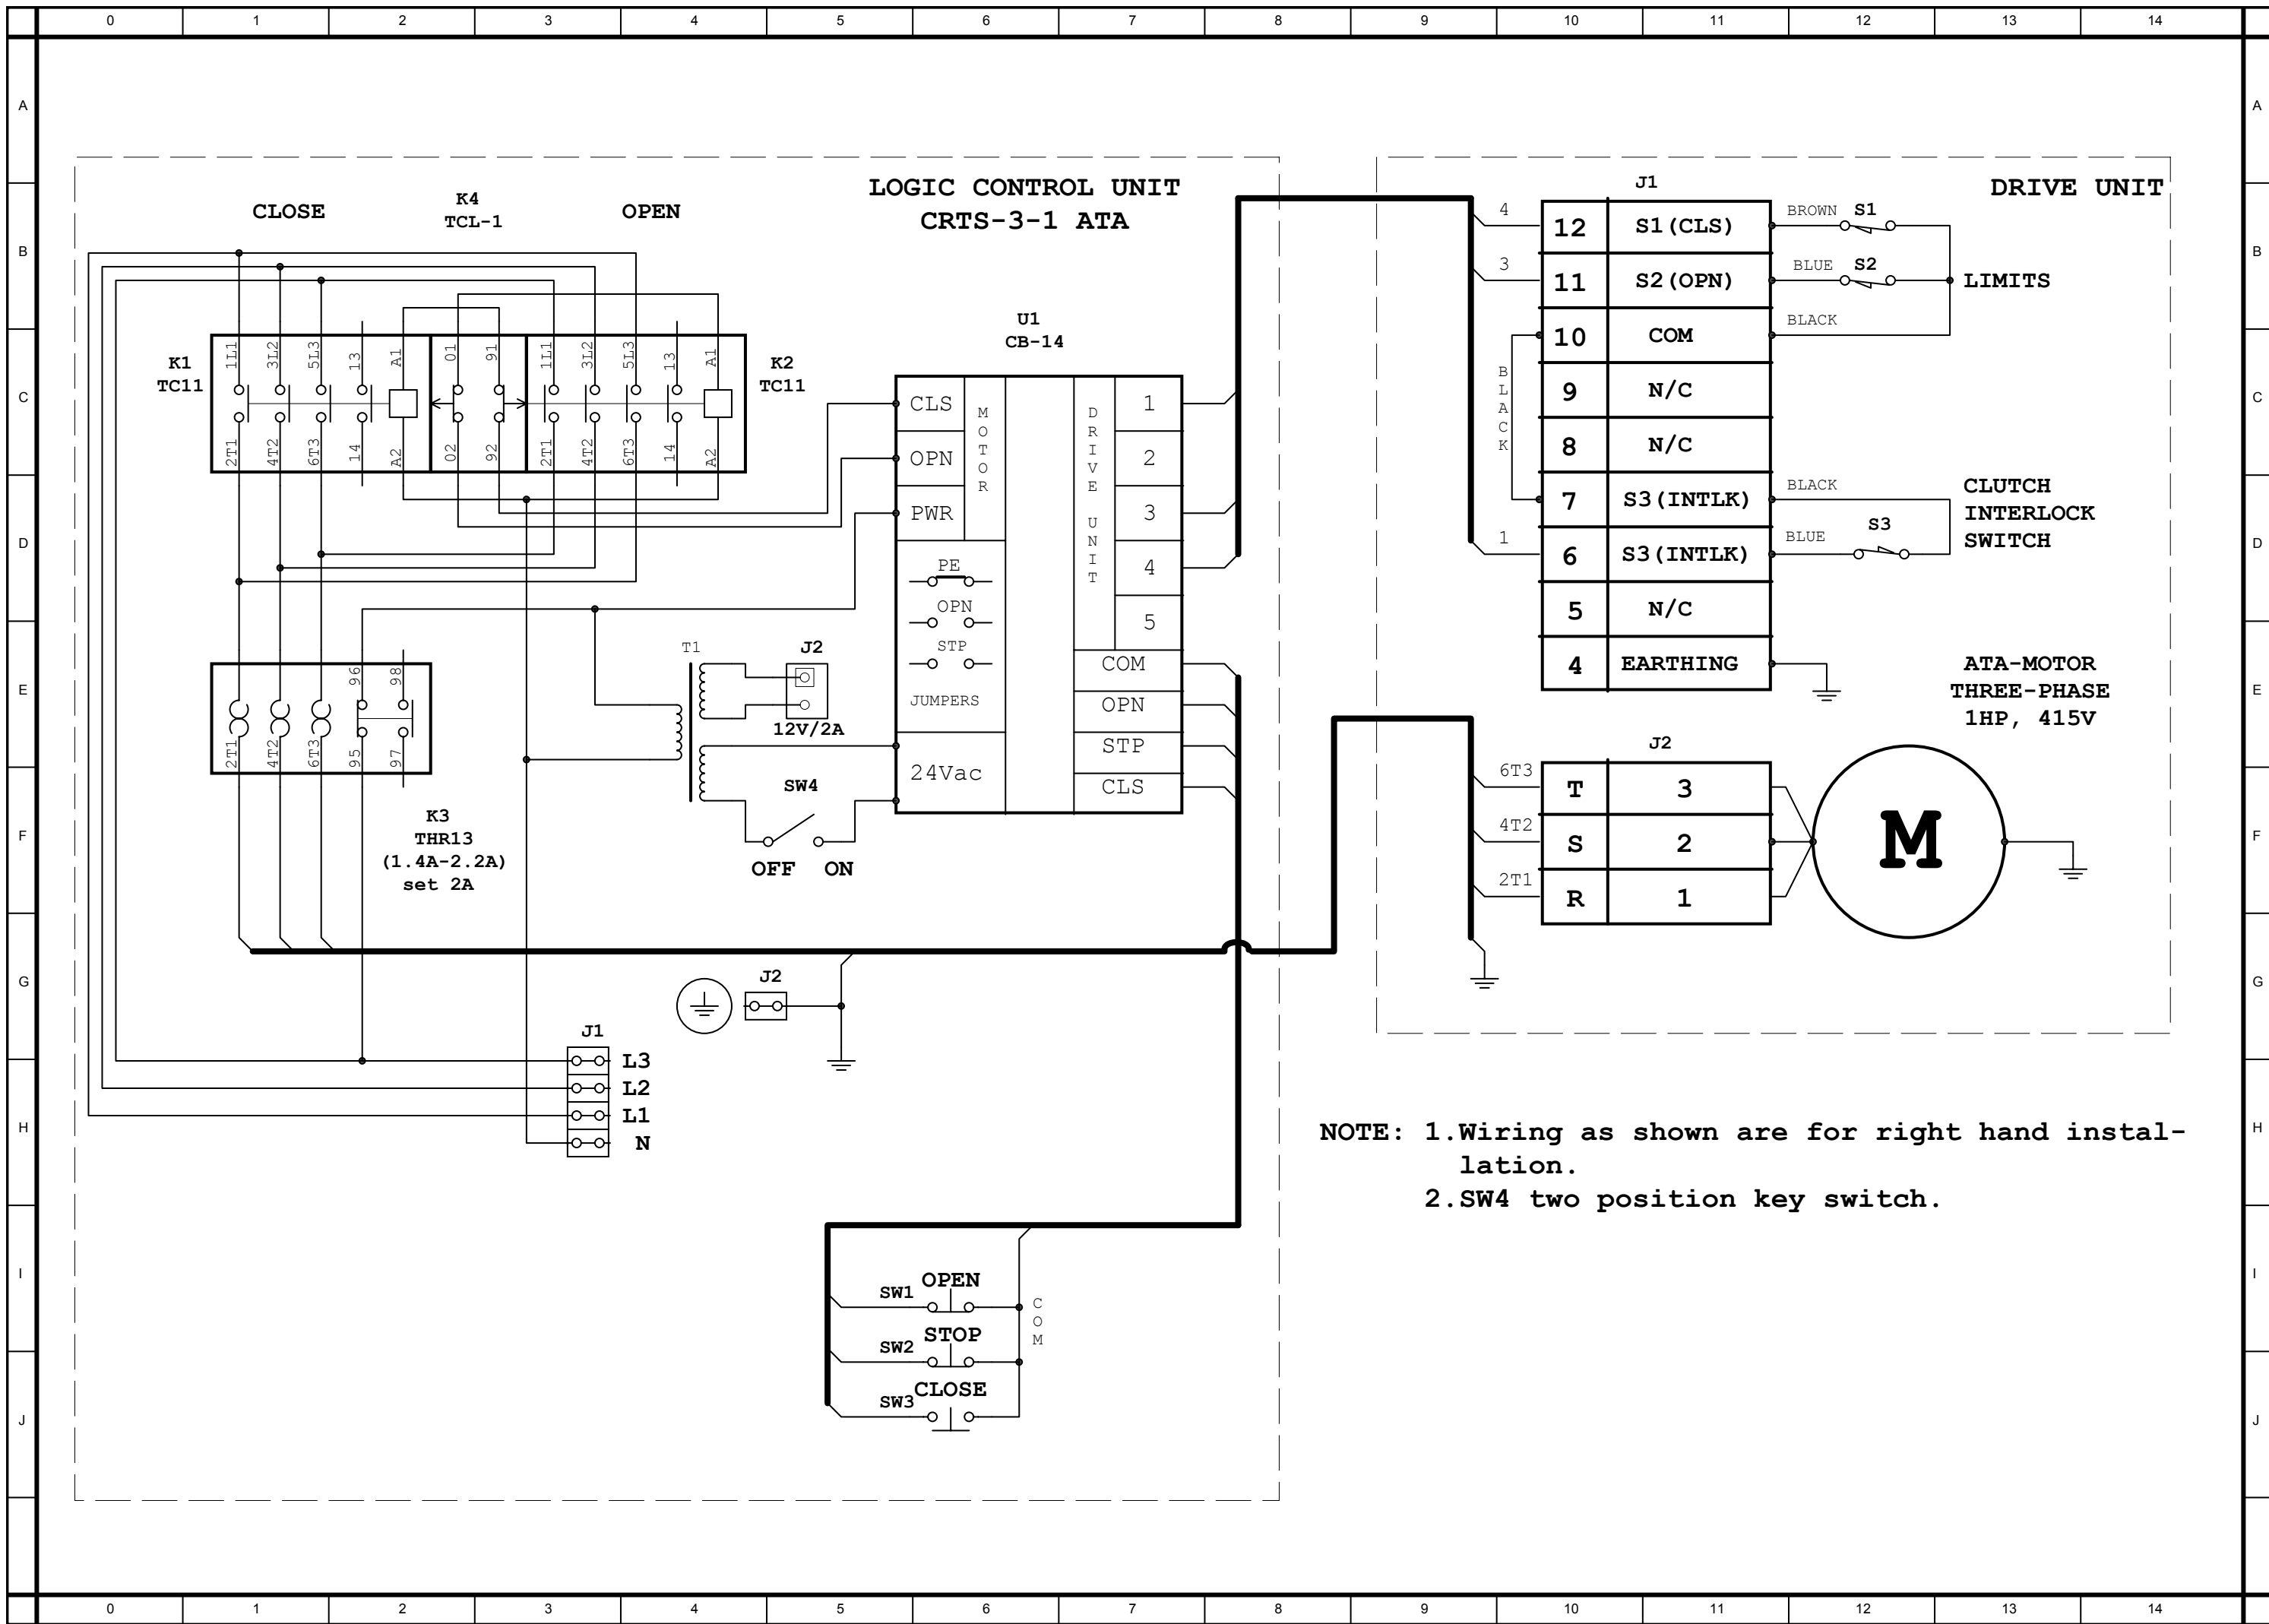 0 1 2 3 4 5 6 7 8 9 10 11 12 13 14
A A
B B
C C
D D
E E
F F
G G
H H
I I
J J
CLOSE
K4
TCL-1
OPEN
LOGIC CONTROL UNIT
CRTS-3-1 ATA
K1
TC11
1L1 3L2 5L3 13 A1 01 91 1L1 3L2 5L3 13 A1
2T1 4T2 6T3 14 A2 02 92 2T1 4T2 6T3 14 A2
K2
TC11
U1
CB-14
CLS
OPN
PWR
MOTOR
PE
OPN
STP
JUMPERS
24Vac
DRIVE UNIT
1
2
3
4
5
COM
OPN
STP
CLS
96 98
2T1 4T2 6T3 95 97
K3
THR13
(1.4A-2.2A)
set 2A
T1
J2
12V/2A
SW4
OFF ON
J2
J1
L3
L2
L1
N
SW1 OPEN
SW2 STOP
SW3 CLOSE
COM
DRIVE UNIT
J1
4 12 S1(CLS) BROWN S1
3 11 S2(OPN) BLUE S2
LIMITS
10 COM BLACK
BLACK
9 N/C
8 N/C
7 S3(INTLK) BLACK
1 6 S3(INTLK) BLUE S3
CLUTCH
INTERLOCK
SWITCH
5 N/C
4 EARTHING
ATA-MOTOR
THREE-PHASE
1HP, 415V
J2
6T3 T 3
4T2 S 2
2T1 R 1
M
NOTE: 1.Wiring as shown are for right hand instal-
lation.
2.SW4 two position key switch.
0 1 2 3 4 5 6 7 8 9 10 11 12 13 14